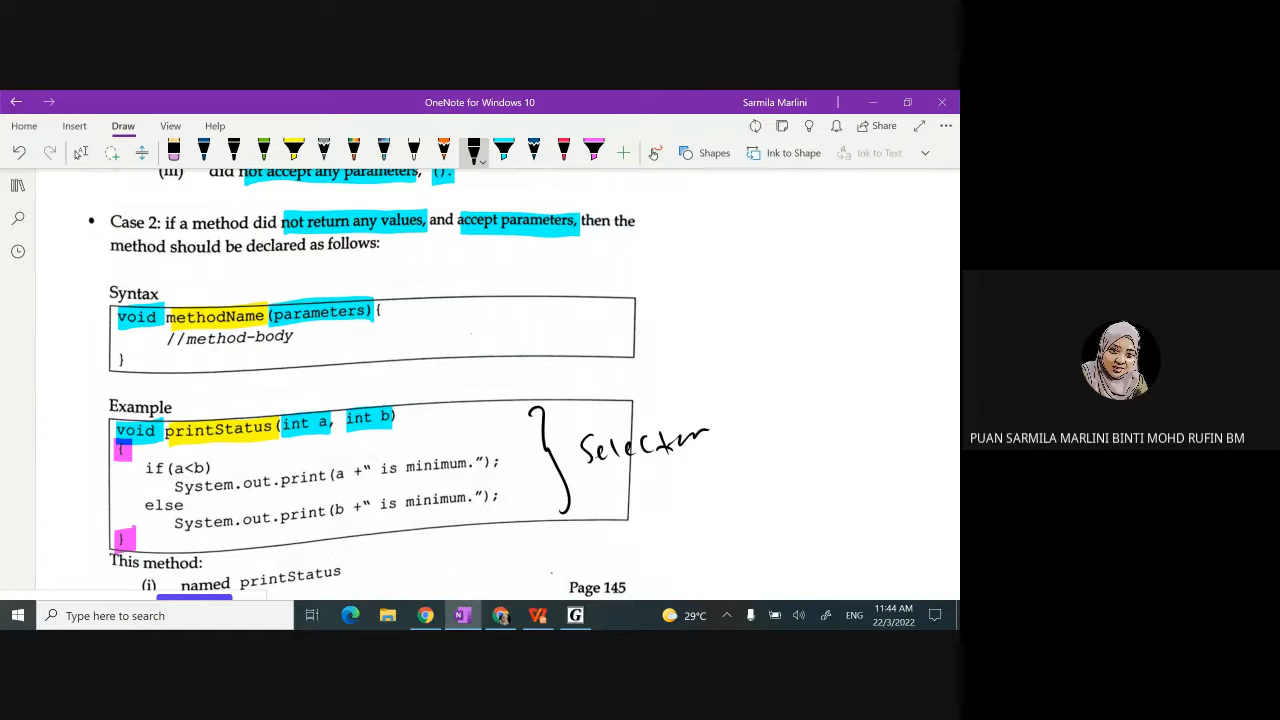 OneNote for Windows 10
Sarmila Marlini
Home Insert Draw View Help
Share
Shapes Ink to Shape Ink to Text
(iii) did not accept any parameters, ().
• Case 2: if a method did not return any values, and accept parameters, then the
method should be declared as follows:
Syntax
void methodName(parameters){
//method-body
}
Example
void printStatus(int a, int b)
{
if(a<b)
System.out.print(a +“ is minimum.”);
else
System.out.print(b +“ is minimum.”);
}
Selection
This method:
(i) named printStatus
Page 145
PUAN SARMILA MARLINI BINTI MOHD RUFIN BM
Type here to search
29°C
ENG
11:44 AM
22/3/2022